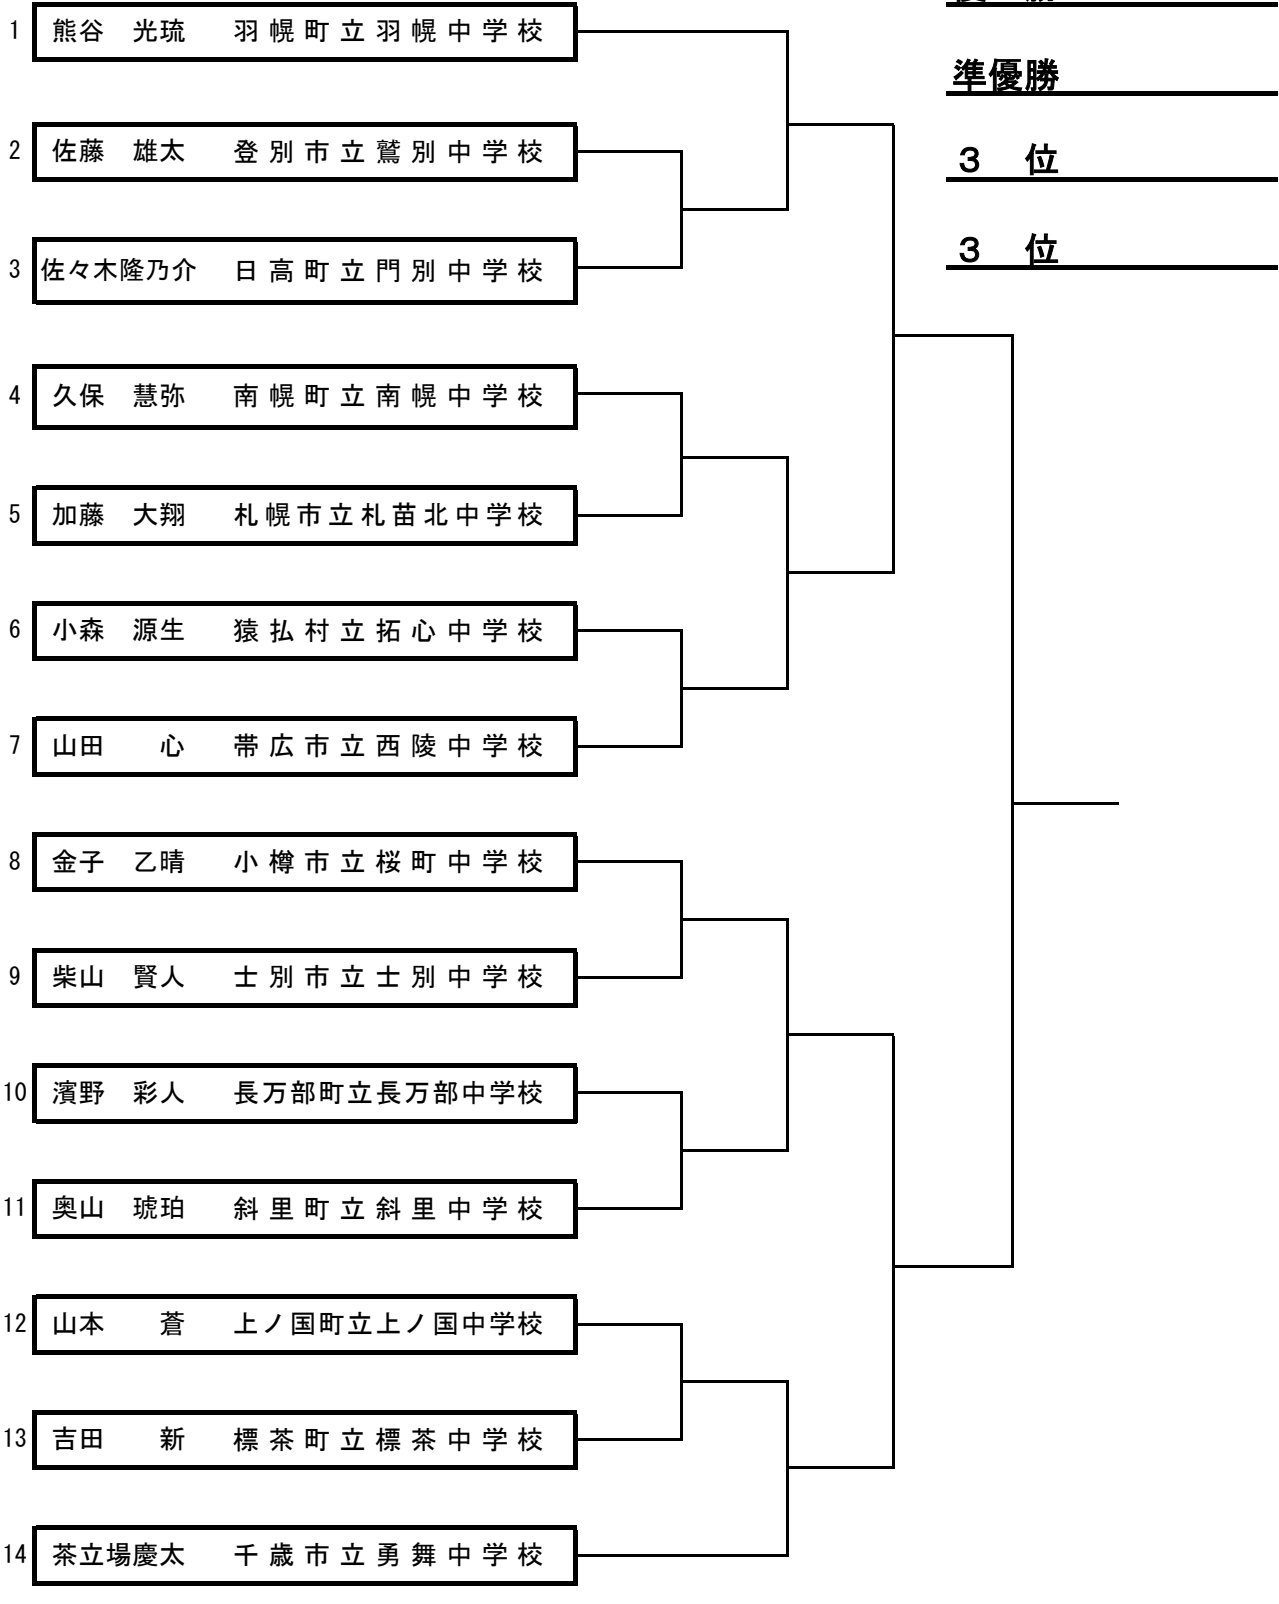 1 熊谷　光琉 羽幌町立羽幌中学校
準優勝
2 佐藤　雄太 登別市立鷲別中学校
３　位
3 佐々木隆乃介 日高町立門別中学校
３　位
4 久保　慧弥 南幌町立南幌中学校
5 加藤　大翔 札幌市立札苗北中学校
6 小森　源生 猿払村立拓心中学校
7 山田　　心 帯広市立西陵中学校
8 金子　乙晴 小樽市立桜町中学校
9 柴山　賢人 士別市立士別中学校
10 濱野　彩人 長万部町立長万部中学校
11 奥山　琥珀 斜里町立斜里中学校
12 山本　　蒼 上ノ国町立上ノ国中学校
13 吉田　　新 標茶町立標茶中学校
14 茶立場慶太 千歳市立勇舞中学校